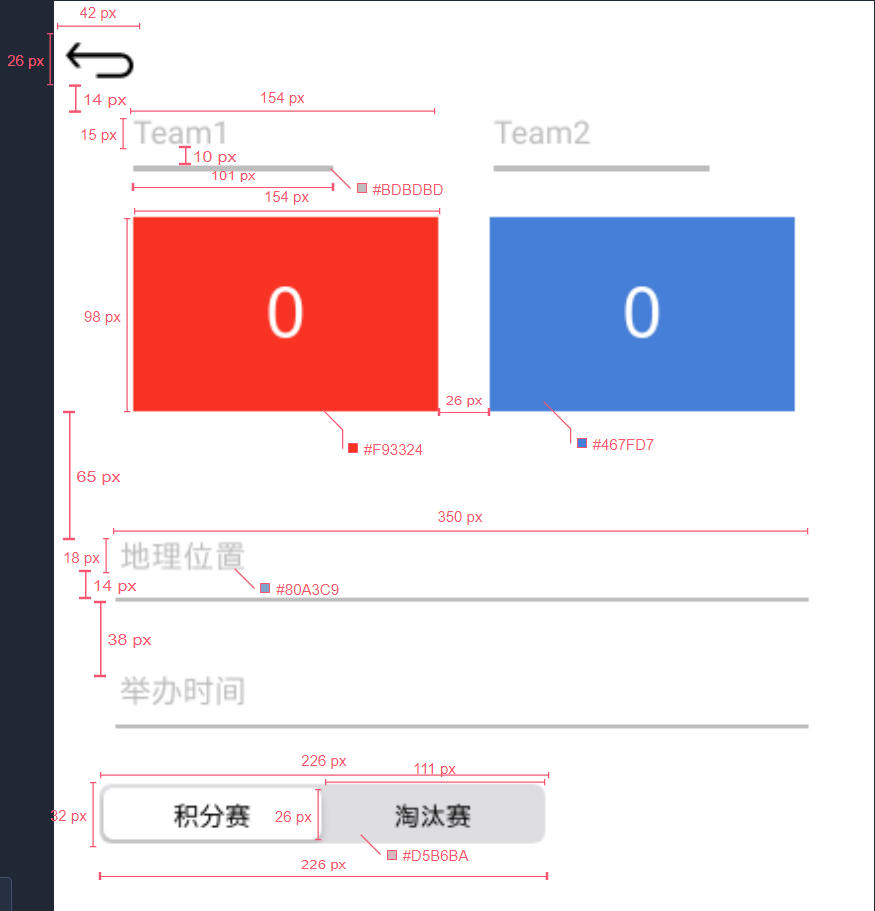 42 px
26 px
14 px
154 px
15 px
Team1
Team2
10 px
101 px
#BDBDBD
154 px
98 px
0
0
26 px
#F93324
#467FD7
65 px
350 px
18 px
地理位置
14 px
#80A3C9
38 px
举办时间
226 px
111 px
32 px
积分赛
26 px
淘汰赛
#D5B6BA
226 px